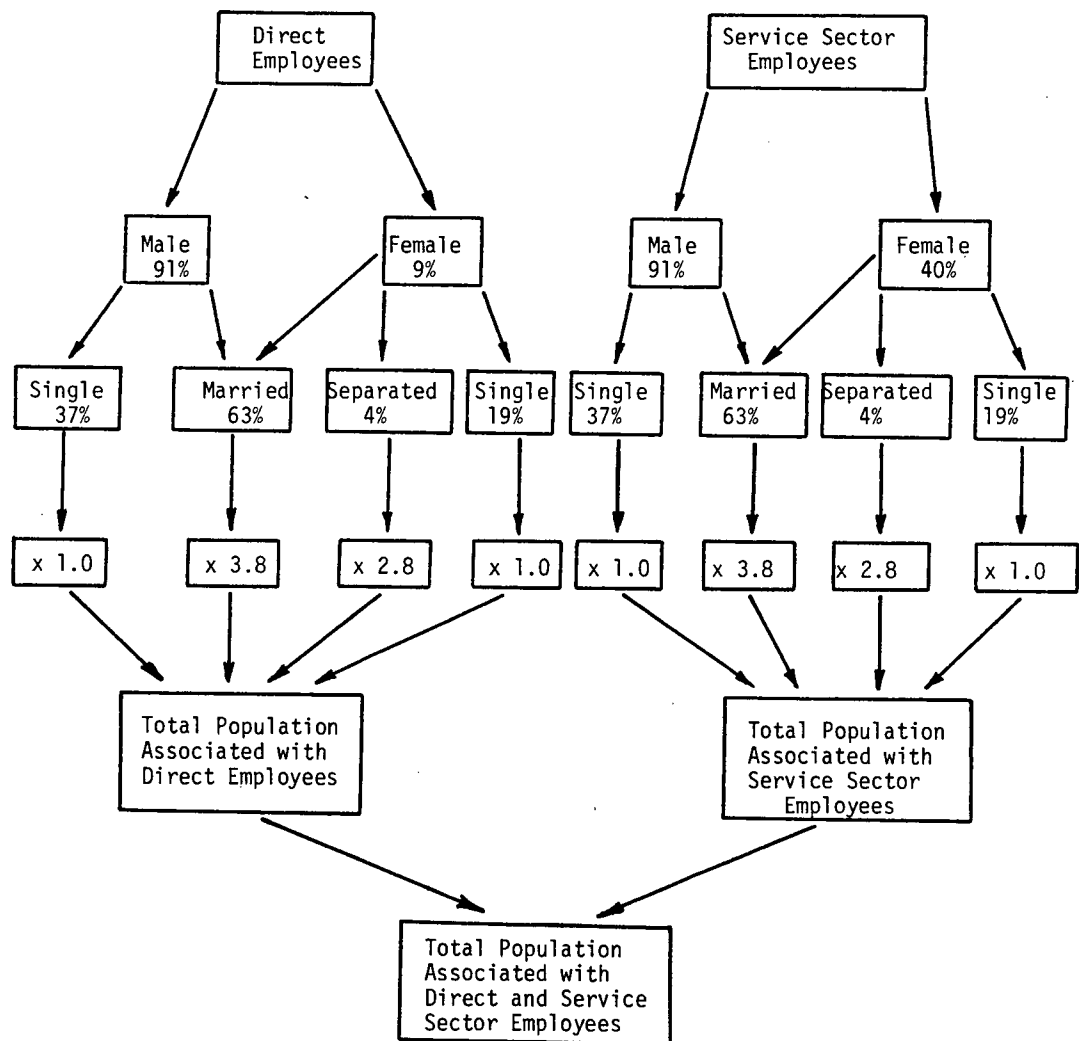 Direct
Employees
Service Sector
Employees
Male
91%
Female
9%
Male
91%
Female
40%
Single
37%
Married
63%
Separated
4%
Single
19%
Single
37%
Married
63%
Separated
4%
Single
19%
x 1.0
x 3.8
x 2.8
x 1.0
x 1.0
x 3.8
x 2.8
x 1.0
Total Population
Associated with
Direct Employees
Total Population
Associated with
Service Sector
Employees
Total Population
Associated with
Direct and Service
Sector Employees